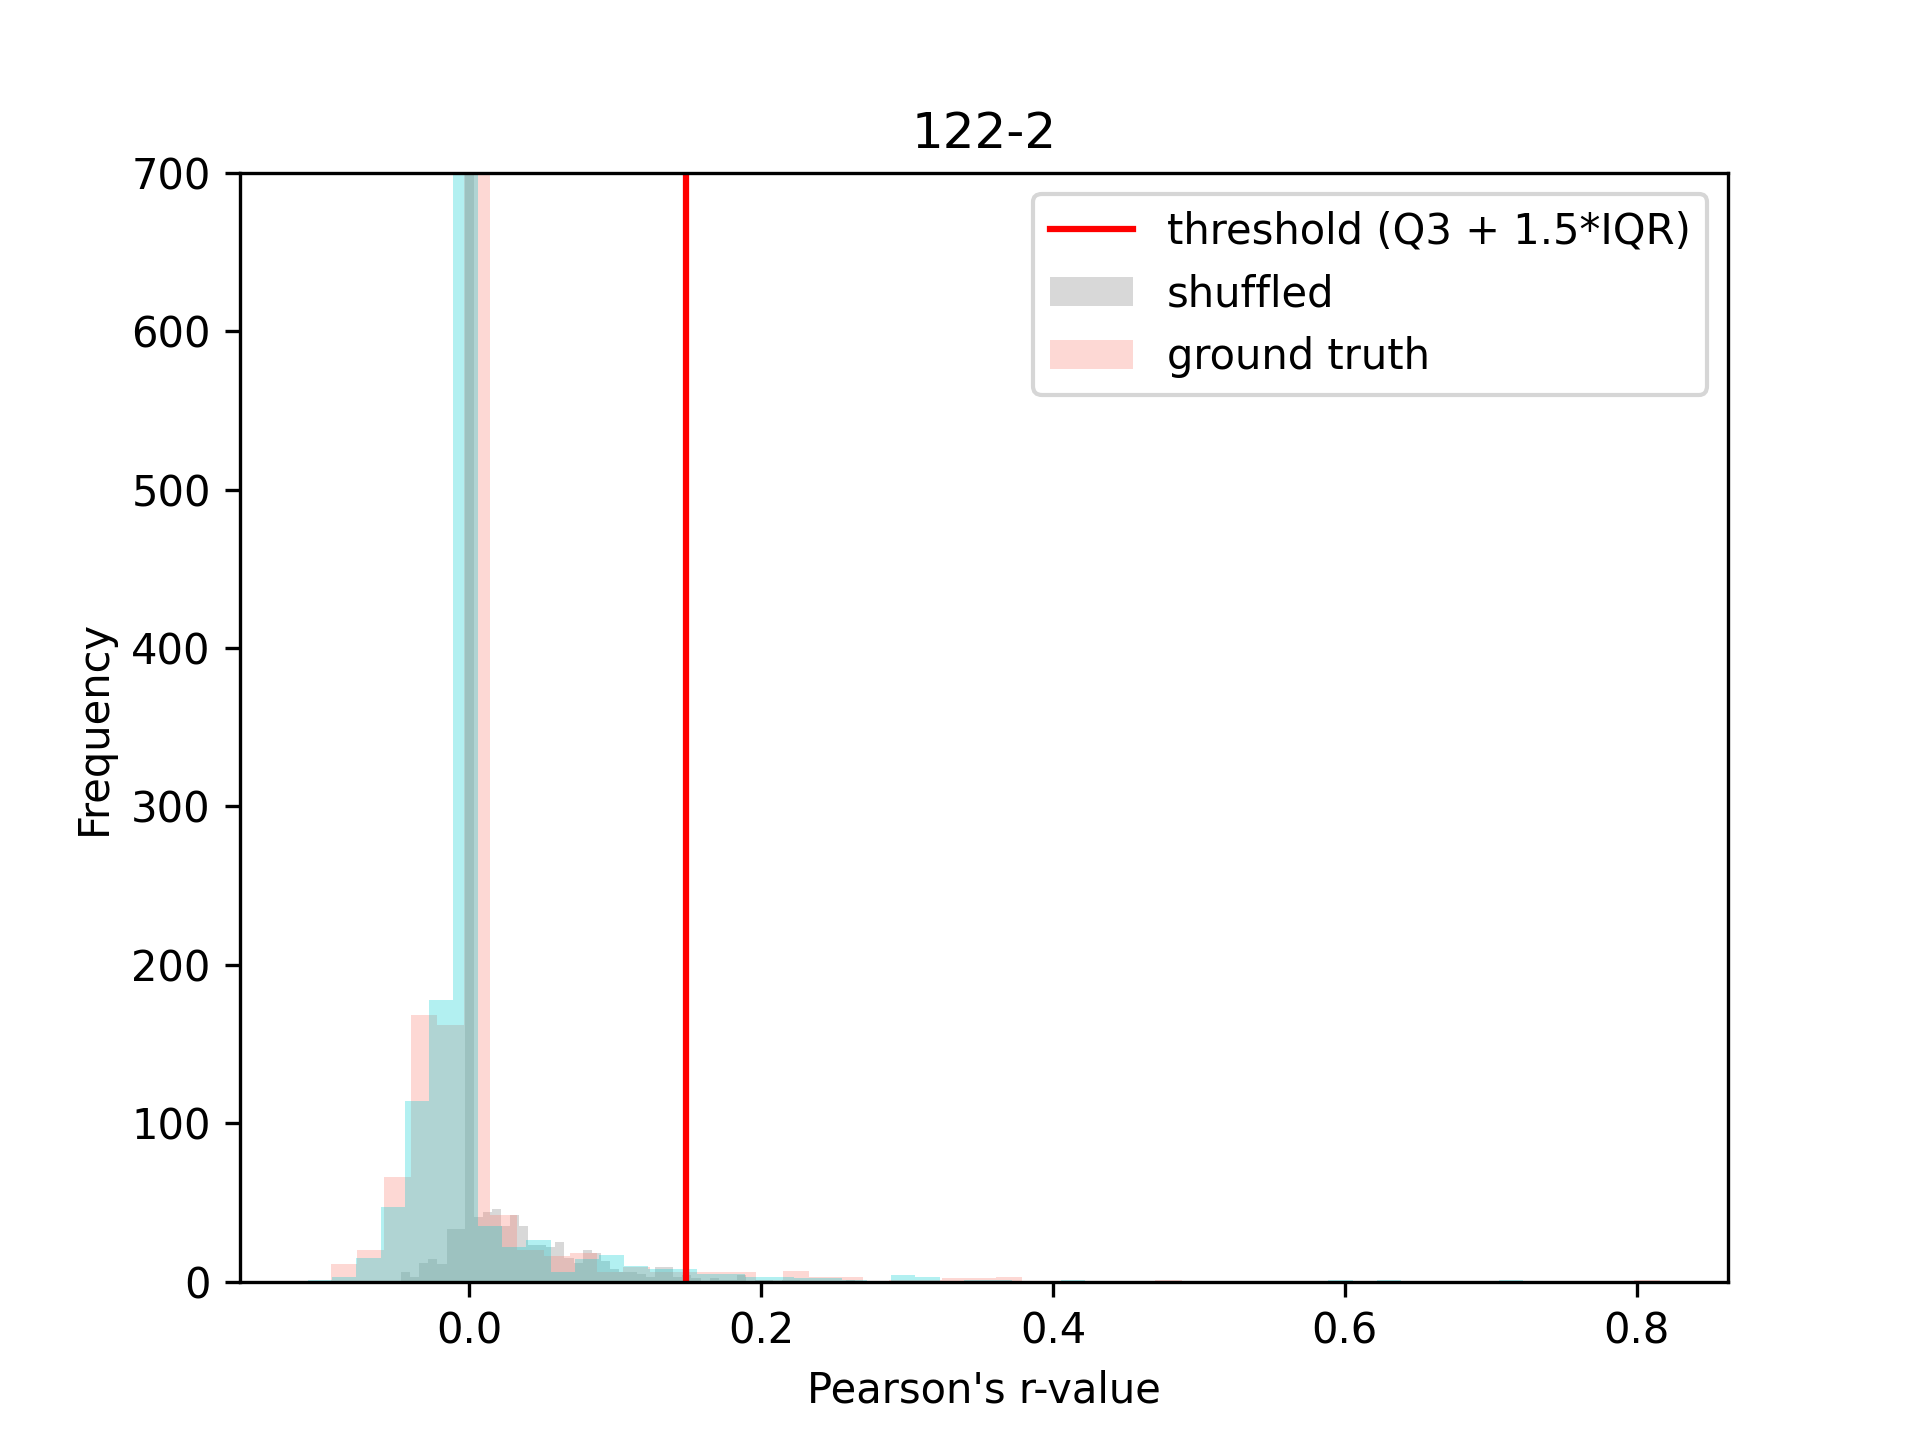 122-2
700
600
500
400
300
200
100
0
Frequency
threshold (Q3 + 1.5*IQR)
shuffled
ground truth
0.0 0.2 0.4 0.6 0.8
Pearson's r-value